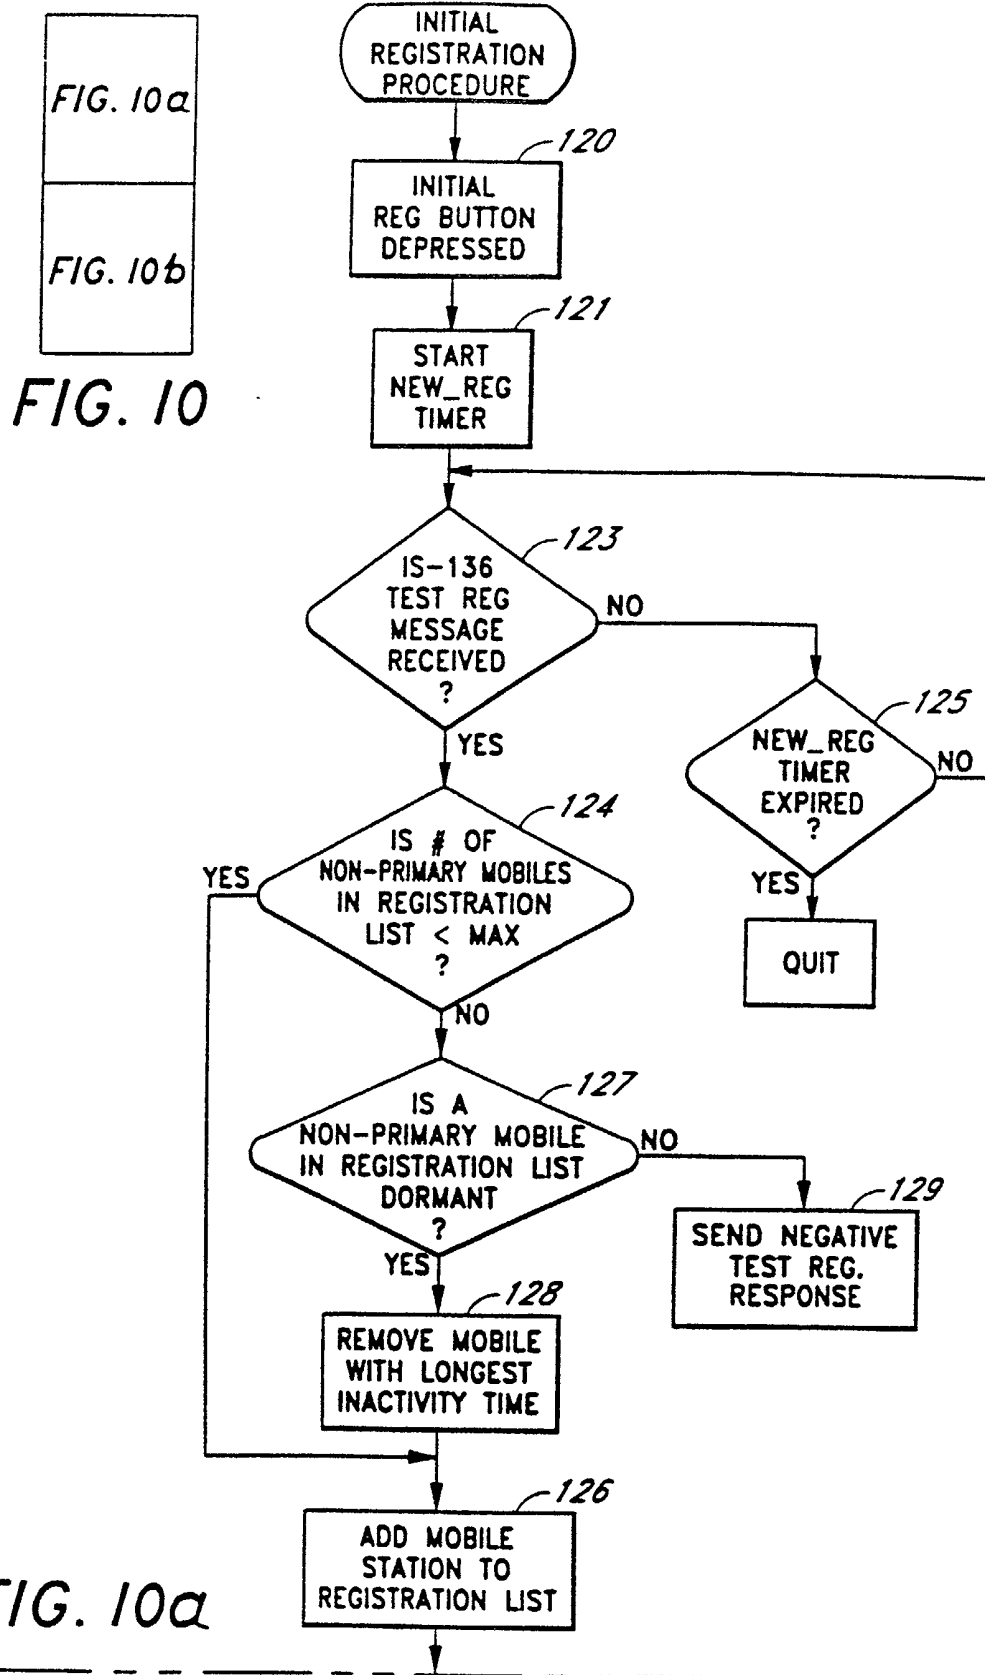 INITIAL
REGISTRATION
PROCEDURE
FIG. 10a
120
INITIAL
REG BUTTON
DEPRESSED
FIG. 10b
121
START
NEW_REG
TIMER
FIG. 10
123
IS-136
TEST REG
MESSAGE
RECEIVED
?
NO
YES
125
NEW_REG
TIMER
EXPIRED
?
NO
YES
QUIT
124
IS # OF
NON-PRIMARY MOBILES
IN REGISTRATION
LIST < MAX
?
YES
NO
127
IS A
NON-PRIMARY MOBILE
IN REGISTRATION LIST
DORMANT
?
NO
YES
129
SEND NEGATIVE
TEST REG.
RESPONSE
128
REMOVE MOBILE
WITH LONGEST
INACTIVITY TIME
126
ADD MOBILE
STATION TO
REGISTRATION LIST
FIG. 10a